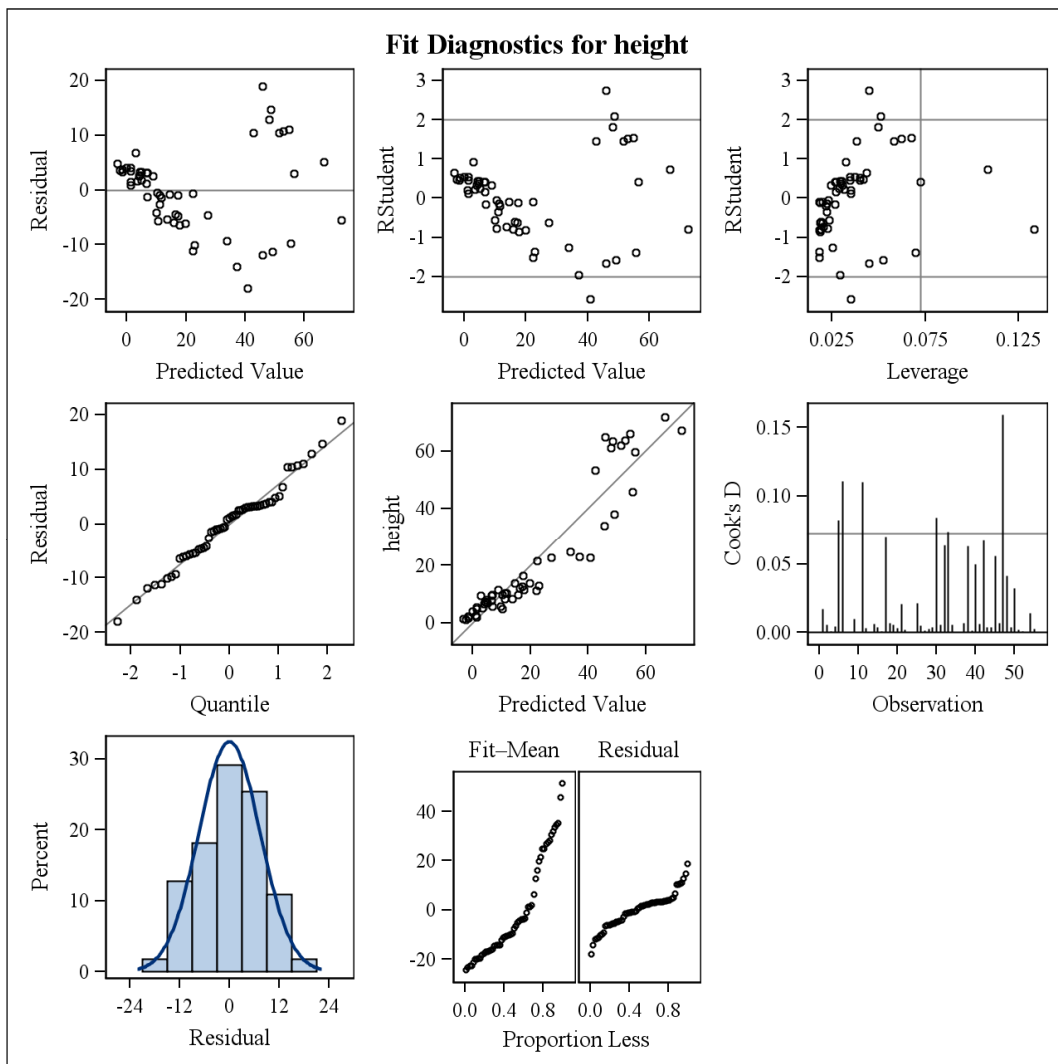 Fit Diagnostics for height
Residual
20
10
0
-10
-20
0 20 40 60
Predicted Value
RStudent
3
2
1
0
-1
-2
0 20 40 60
Predicted Value
RStudent
3
2
1
0
-1
-2
0.025 0.075 0.125
Leverage
Residual
20
10
0
-10
-20
-2 -1 0 1 2
Quantile
height
60
40
20
0
0 20 40 60
Predicted Value
Cook's D
0.15
0.10
0.05
0.00
0 10 20 30 40 50
Observation
Percent
30
20
10
0
-24 -12 0 12 24
Residual
Fit–Mean Residual
40
20
0
-20
0.0 0.4 0.8 0.0 0.4 0.8
Proportion Less